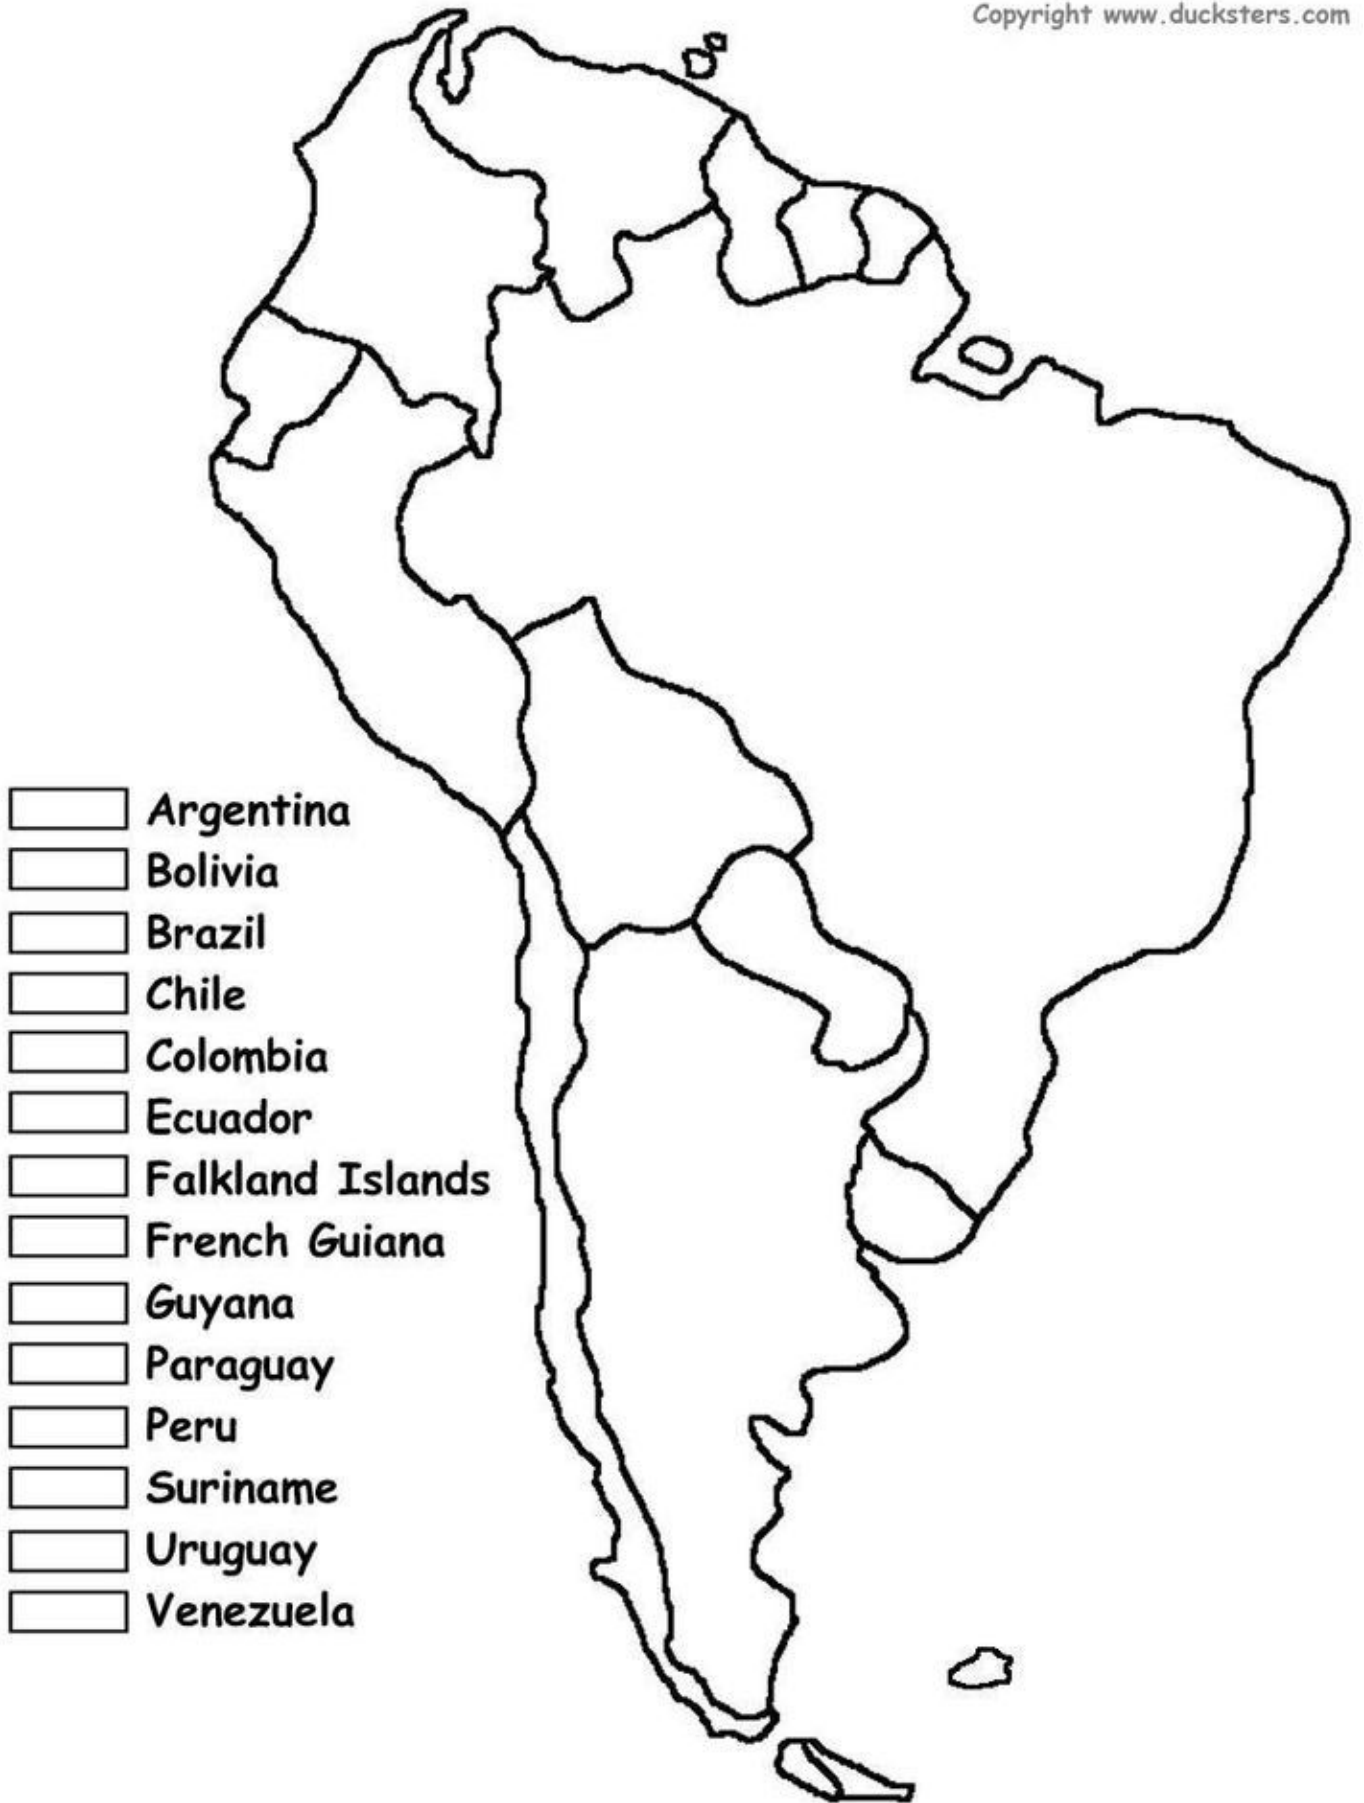 Copyright www.ducksters.com
Argentina
Bolivia
Brazil
Chile
Colombia
Ecuador
Falkland Islands
French Guiana
Guyana
Paraguay
Peru
Suriname
Uruguay
Venezuela